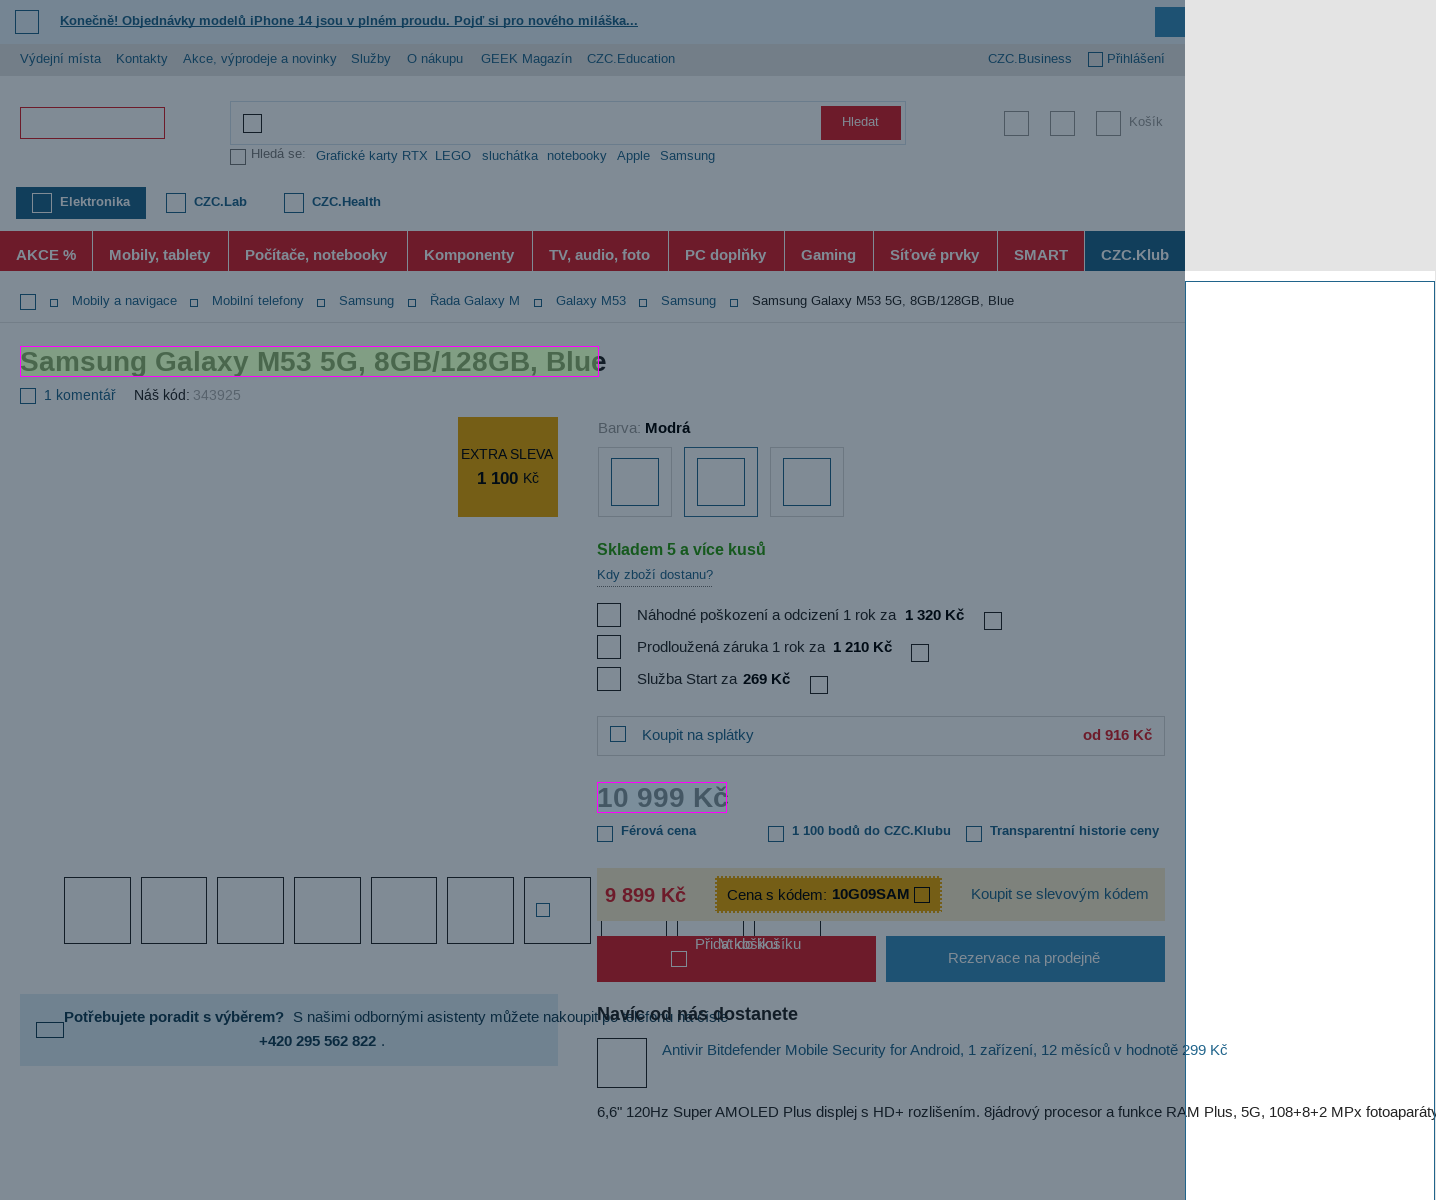 Konečně! Objednávky modelů iPhone 14 jsou v plném proudu. Pojď si pro nového miláška...
Výdejní místa Kontakty Akce, výprodeje a novinky Služby O nákupu GEEK Magazín CZC.Education CZC.Business Přihlášení
Hledat Košík
Hledá se: Grafické karty RTX LEGO sluchátka notebooky Apple Samsung
Elektronika CZC.Lab CZC.Health
AKCE % Mobily, tablety Počítače, notebooky Komponenty TV, audio, foto PC doplňky Gaming Síťové prvky SMART CZC.Klub
Mobily a navigace Mobilní telefony Samsung Řada Galaxy M Galaxy M53 Samsung Samsung Galaxy M53 5G, 8GB/128GB, Blue
Samsung Galaxy M53 5G, 8GB/128GB, Blue
1 komentář Náš kód: 343925
EXTRA SLEVA
1 100 Kč
Barva: Modrá
Skladem 5 a více kusů
Kdy zboží dostanu?
Náhodné poškození a odcizení 1 rok za 1 320 Kč
Prodloužená záruka 1 rok za 1 210 Kč
Služba Start za 269 Kč
Koupit na splátky od 916 Kč
10 999 Kč
Férová cena 1 100 bodů do CZC.Klubu Transparentní historie ceny
9 899 Kč Cena s kódem: 10G09SAM Koupit se slevovým kódem
Přidat do košíku
V košíku
Rezervace na prodejně
Potřebujete poradit s výběrem? S našimi odbornými asistenty můžete nakoupit po telefonu na čísle
+420 295 562 822 .
Navíc od nás dostanete
Antivir Bitdefender Mobile Security for Android, 1 zařízení, 12 měsíců v hodnotě 299 Kč
6,6" 120Hz Super AMOLED Plus displej s HD+ rozlišením. 8jádrový procesor a funkce RAM Plus, 5G, 108+8+2 MPx fotoaparáty